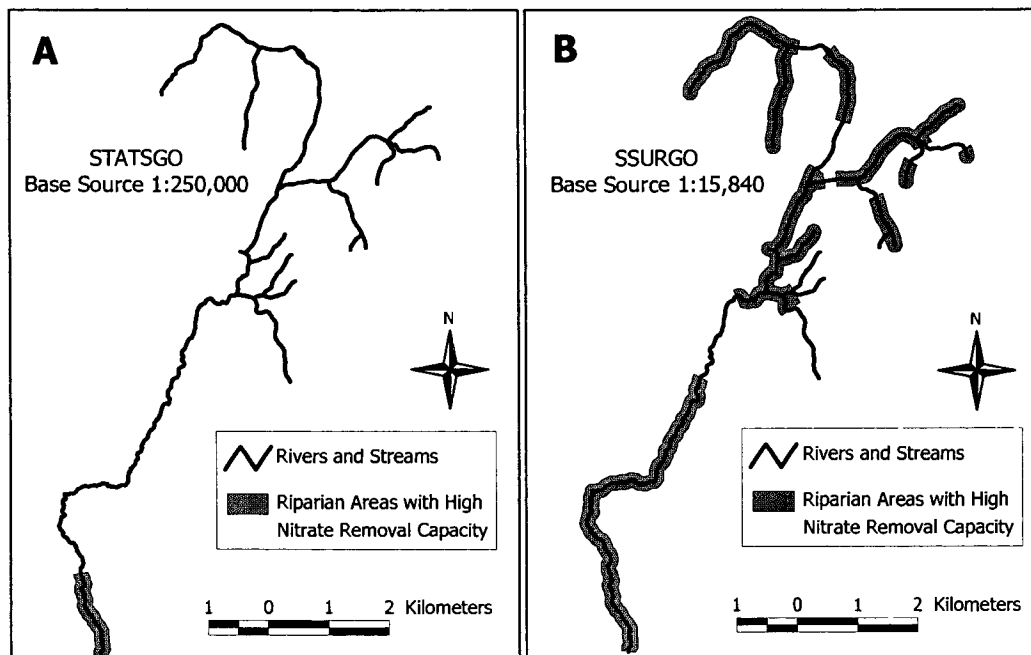 A
STATSGO
Base Source 1:250,000
N
Rivers and Streams
Riparian Areas with High
Nitrate Removal Capacity
1 0 1 2 Kilometers
B
SSURGO
Base Source 1:15,840
N
Rivers and Streams
Riparian Areas with High
Nitrate Removal Capacity
1 0 1 2 Kilometers